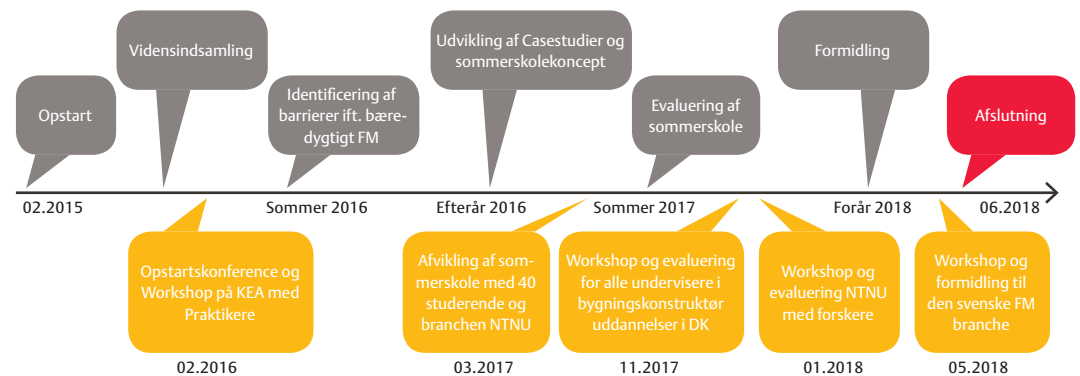 Opstart
Vidensindsamling
Identificering af
barrierer ift. bære-
dygtigt FM
Udvikling af Casestudier og
sommerskolekoncept
Evaluering af
sommerskole
Formidling
Afslutning
02.2015
Sommer 2016
Efterår 2016
Sommer 2017
Forår 2018
06.2018
Opstartskonference og
Workshop på KEA med
Praktikere
Afvikling af som-
merskole med 40
studerende og
branchen NTNU
Workshop og evaluering
for alle undervisere i
bygningskonstruktør
uddannelser i DK
Workshop og
evaluering NTNU
med forskere
Workshop og
formidling til
den svenske FM
branche
02.2016
03.2017
11.2017
01.2018
05.2018